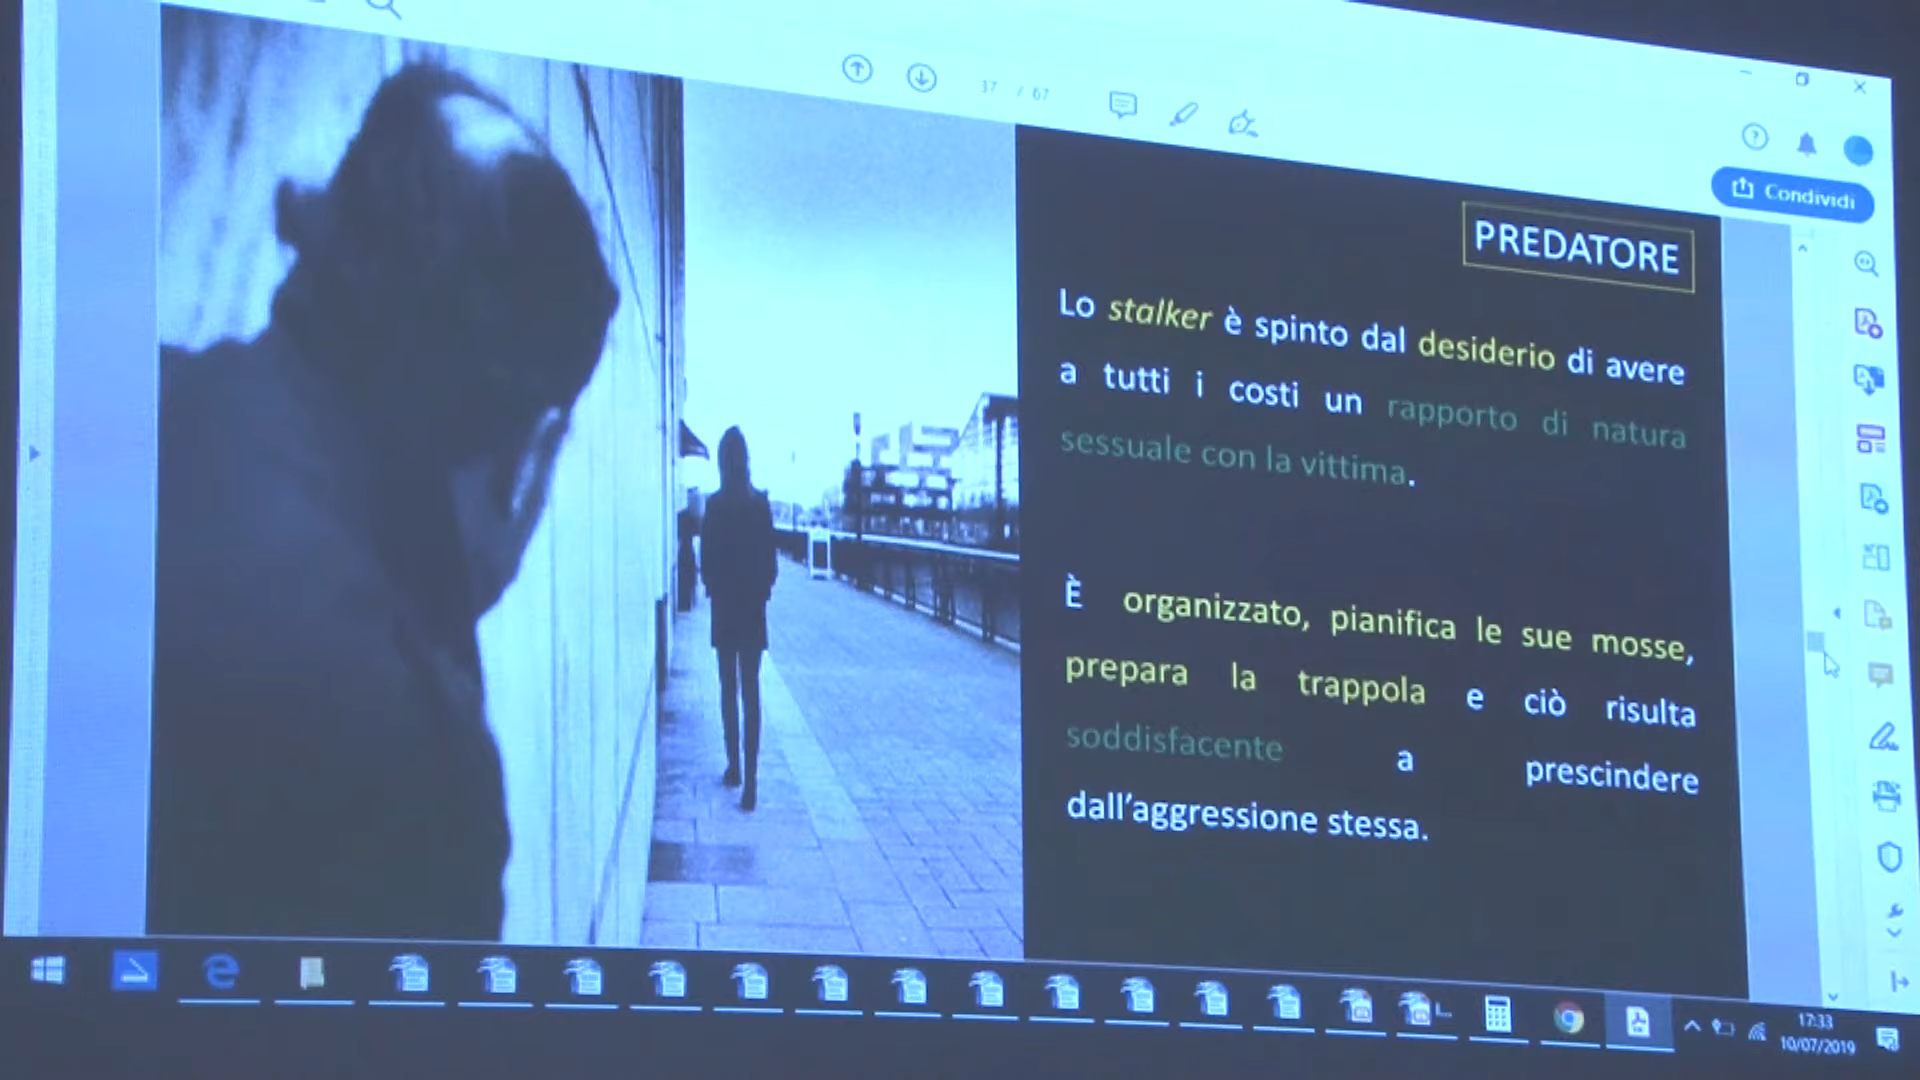 37 / 67
Condividi
PREDATORE
Lo stalker è spinto dal desiderio di avere
a tutti i costi un rapporto di natura
sessuale con la vittima.
È organizzato, pianifica le sue mosse,
prepara la trappola e ciò risulta
soddisfacente a prescindere
dall'aggressione stessa.
17:33
10/07/2019